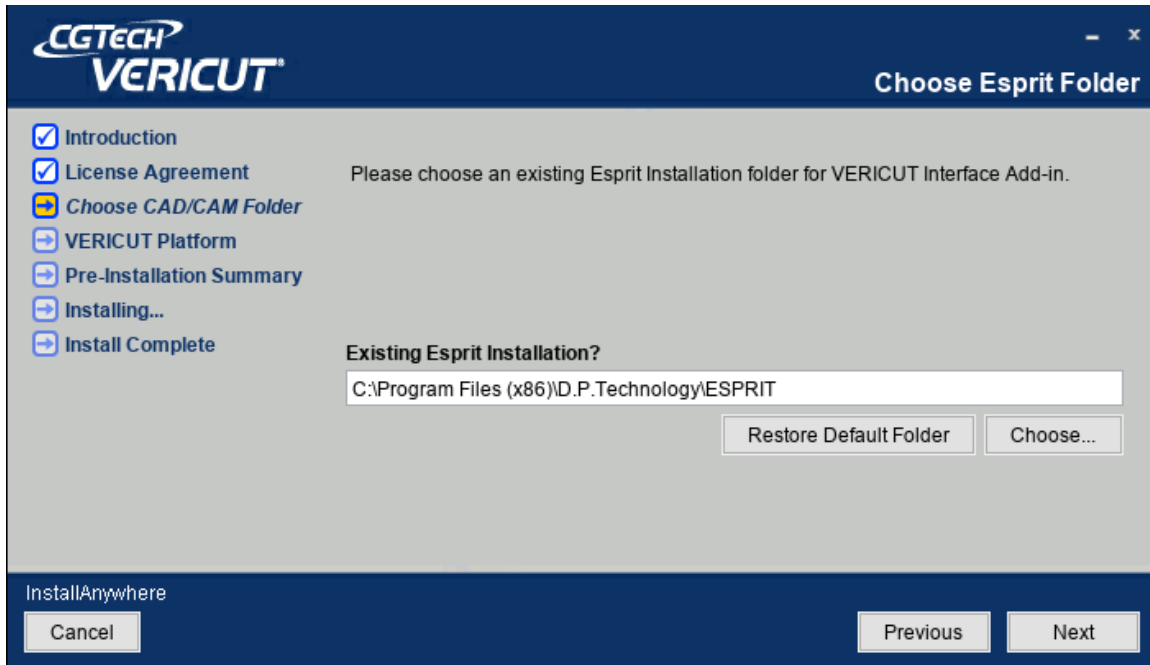 CGTECH
VERICUT®
Choose Esprit Folder
Introduction
License Agreement
Choose CAD/CAM Folder
VERICUT Platform
Pre-Installation Summary
Installing...
Install Complete
Please choose an existing Esprit Installation folder for VERICUT Interface Add-in.
Existing Esprit Installation?
C:\Program Files (x86)\D.P.Technology\ESPRIT
Restore Default Folder
Choose...
InstallAnywhere
Cancel
Previous
Next